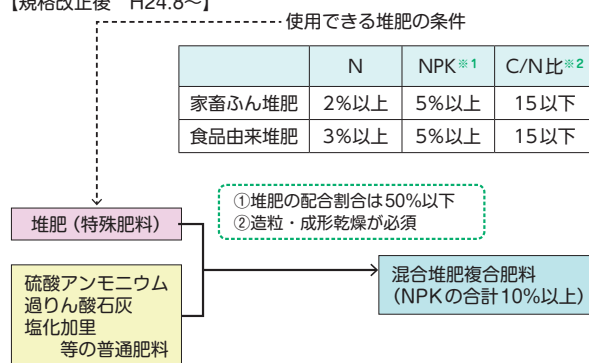 【規格改正後 H24.8～】
使用できる堆肥の条件
N NPK※1 C/N比※2
家畜ふん堆肥 2%以上 5%以上 15以下
食品由来堆肥 3%以上 5%以上 15以下
①堆肥の配合割合は50%以下
②造粒・成形乾燥が必須
堆肥（特殊肥料）
硫酸アンモニウム
過りん酸石灰
塩化加里
等の普通肥料
混合堆肥複合肥料
（NPKの合計10%以上）